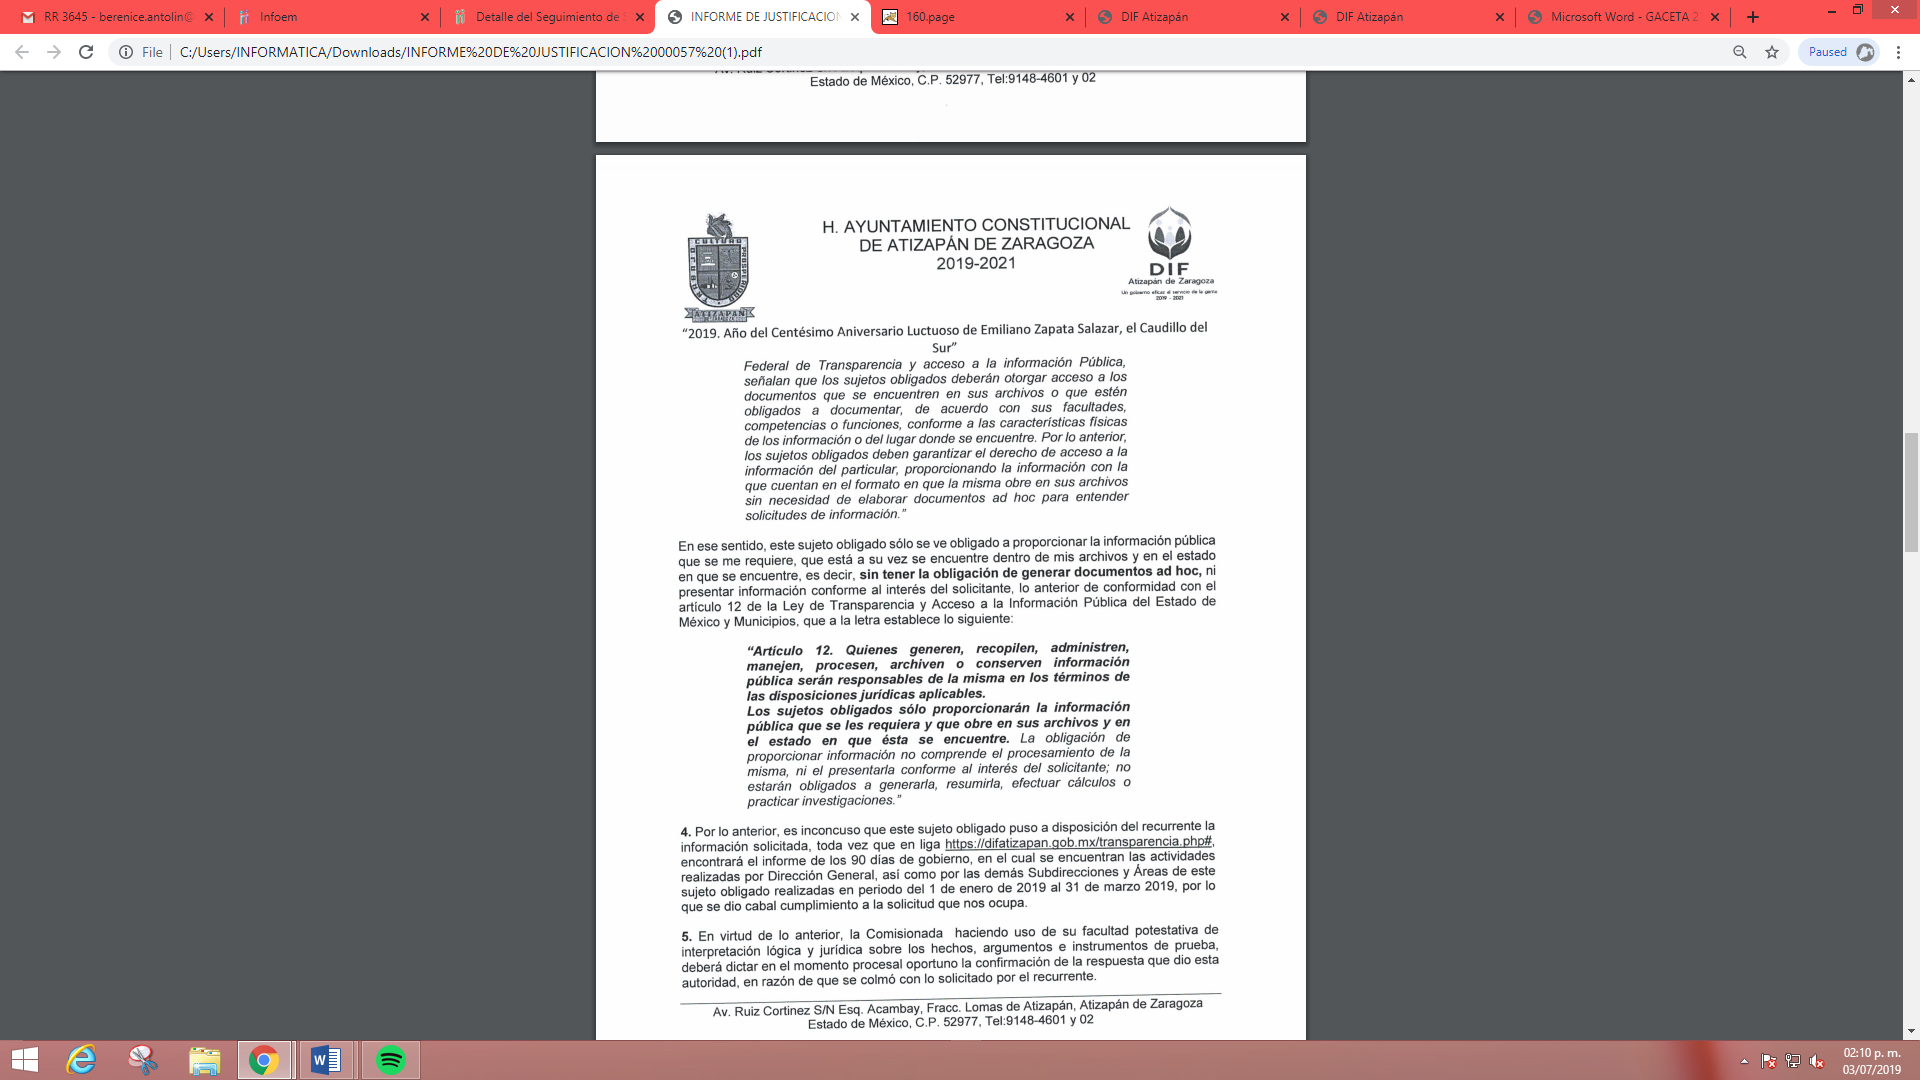 RR 3645 - berenice.antolin@
Infoem
Detalle del Seguimiento de
INFORME DE JUSTIFICACION
160.page
DIF Atizapán
DIF Atizapán
Microsoft Word - GACETA 2
File
C:/Users/INFORMATICA/Downloads/INFORME%20DE%20JUSTIFICACION%2000057%20(1).pdf
Paused
Estado de México, C.P. 52977, Tel:9148-4601 y 02
H. AYUNTAMIENTO CONSTITUCIONAL
DE ATIZAPÁN DE ZARAGOZA
2019-2021
CULTURA
PROSPERIDAD
ATIZAPAN
DIF
Atizapán de Zaragoza
Un gobierno eficaz al servicio de la gente
2019 - 2021
“2019. Año del Centésimo Aniversario Luctuoso de Emiliano Zapata Salazar, el Caudillo del
Sur”
Federal de Transparencia y acceso a la información Pública,
señalan que los sujetos obligados deberán otorgar acceso a los
documentos que se encuentren en sus archivos o que estén
obligados a documentar, de acuerdo con sus facultades,
competencias o funciones, conforme a las características físicas
de los información o del lugar donde se encuentre. Por lo anterior,
los sujetos obligados deben garantizar el derecho de acceso a la
información del particular, proporcionando la información con la
que cuentan en el formato en que la misma obre en sus archivos
sin necesidad de elaborar documentos ad hoc para entender
solicitudes de información.”
En ese sentido, este sujeto obligado sólo se ve obligado a proporcionar la información pública
que se me requiere, que está a su vez se encuentre dentro de mis archivos y en el estado
en que se encuentre, es decir, sin tener la obligación de generar documentos ad hoc, ni
presentar información conforme al interés del solicitante, lo anterior de conformidad con el
artículo 12 de la Ley de Transparencia y Acceso a la Información Pública del Estado de
México y Municipios, que a la letra establece lo siguiente:
“Artículo 12. Quienes generen, recopilen, administren,
manejen, procesen, archiven o conserven información
pública serán responsables de la misma en los términos de
las disposiciones jurídicas aplicables.
Los sujetos obligados sólo proporcionarán la información
pública que se les requiera y que obre en sus archivos y en
el estado en que ésta se encuentre. La obligación de
proporcionar información no comprende el procesamiento de la
misma, ni el presentarla conforme al interés del solicitante; no
estarán obligados a generarla, resumirla, efectuar cálculos o
practicar investigaciones.”
4. Por lo anterior, es inconcuso que este sujeto obligado puso a disposición del recurrente la
información solicitada, toda vez que en liga https://difatizapan.gob.mx/transparencia.php#,
encontrará el informe de los 90 días de gobierno, en el cual se encuentran las actividades
realizadas por Dirección General, así como por las demás Subdirecciones y Áreas de este
sujeto obligado realizadas en periodo del 1 de enero de 2019 al 31 de marzo 2019, por lo
que se dio cabal cumplimiento a la solicitud que nos ocupa.
5. En virtud de lo anterior, la Comisionada haciendo uso de su facultad potestativa de
interpretación lógica y jurídica sobre los hechos, argumentos e instrumentos de prueba,
deberá dictar en el momento procesal oportuno la confirmación de la respuesta que dio esta
autoridad, en razón de que se colmó con lo solicitado por el recurrente.
Av. Ruiz Cortinez S/N Esq. Acambay, Fracc. Lomas de Atizapán, Atizapán de Zaragoza
Estado de México, C.P. 52977, Tel:9148-4601 y 02
02:10 p. m.
03/07/2019